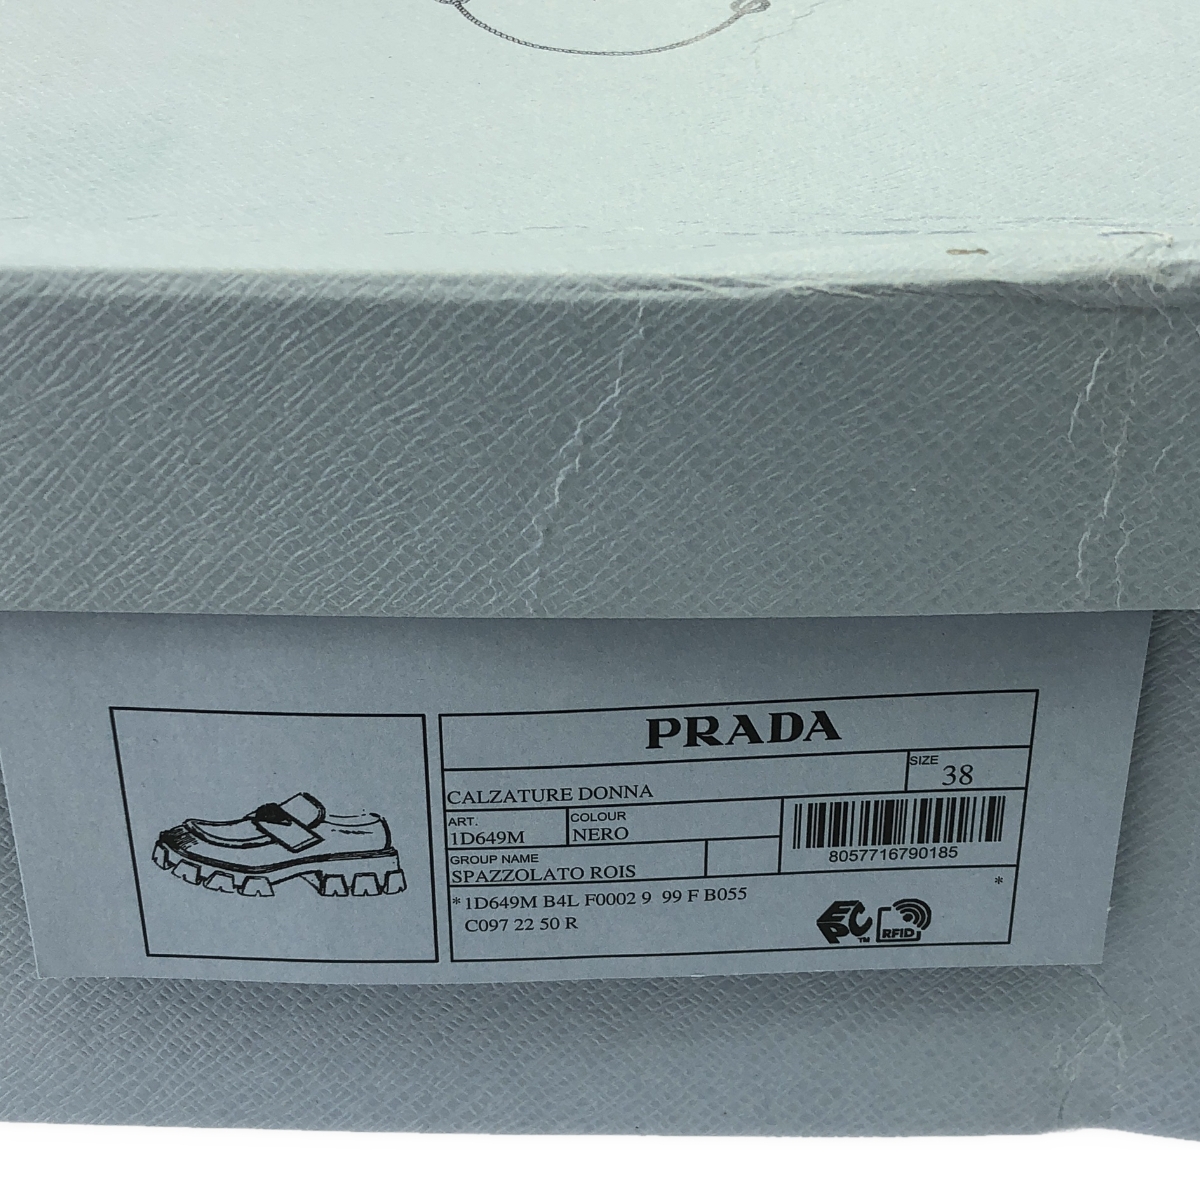 PRADA
CALZATURE DONNA
SIZE
38
ART.
1D649M
COLOUR
NERO
8057716790185
GROUP NAME
SPAZZOLATO ROIS
*1D649M B4L F0002 9 99 F B055 *
C097 22 50 R
EPC TM
RFID